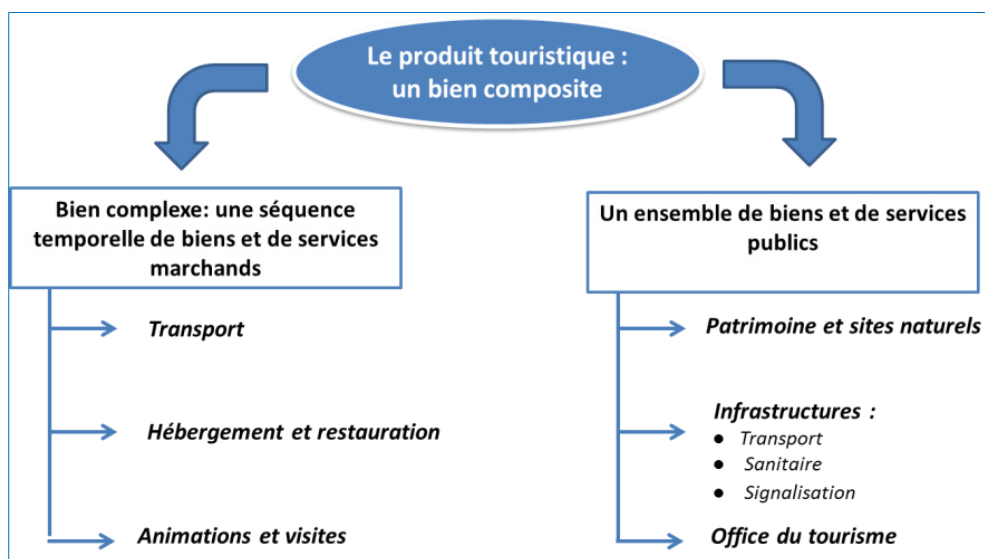 Le produit touristique :
un bien composite
Bien complexe: une séquence
temporelle de biens et de services
marchands
Transport
Hébergement et restauration
Animations et visites
Un ensemble de biens et de services
publics
Patrimoine et sites naturels
Infrastructures :
● Transport
● Sanitaire
● Signalisation
Office du tourisme